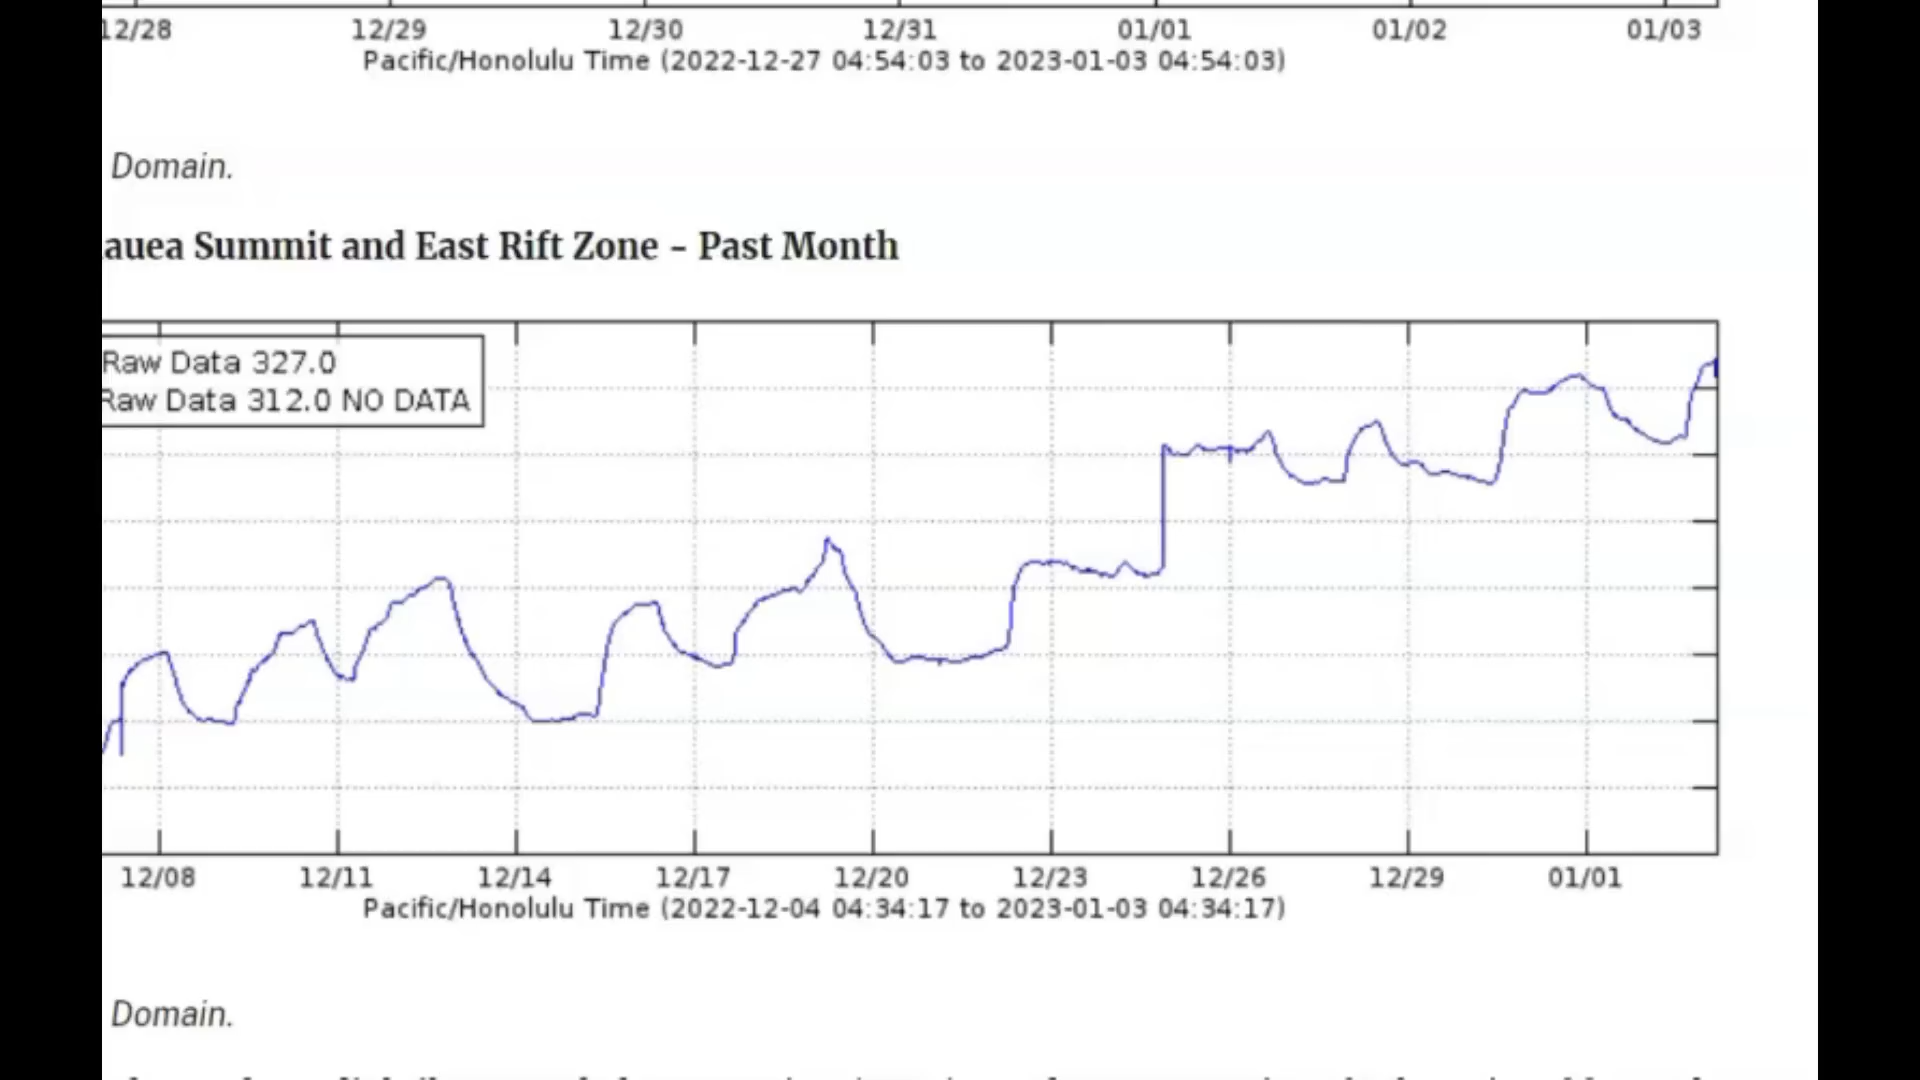 12/28 12/29 12/30 12/31 01/01 01/02 01/03
Pacific/Honolulu Time (2022-12-27 04:54:03 to 2023-01-03 04:54:03)
Domain.
auea Summit and East Rift Zone - Past Month
Raw Data 327.0
Raw Data 312.0 NO DATA
12/08 12/11 12/14 12/17 12/20 12/23 12/26 12/29 01/01
Pacific/Honolulu Time (2022-12-04 04:34:17 to 2023-01-03 04:34:17)
Domain.